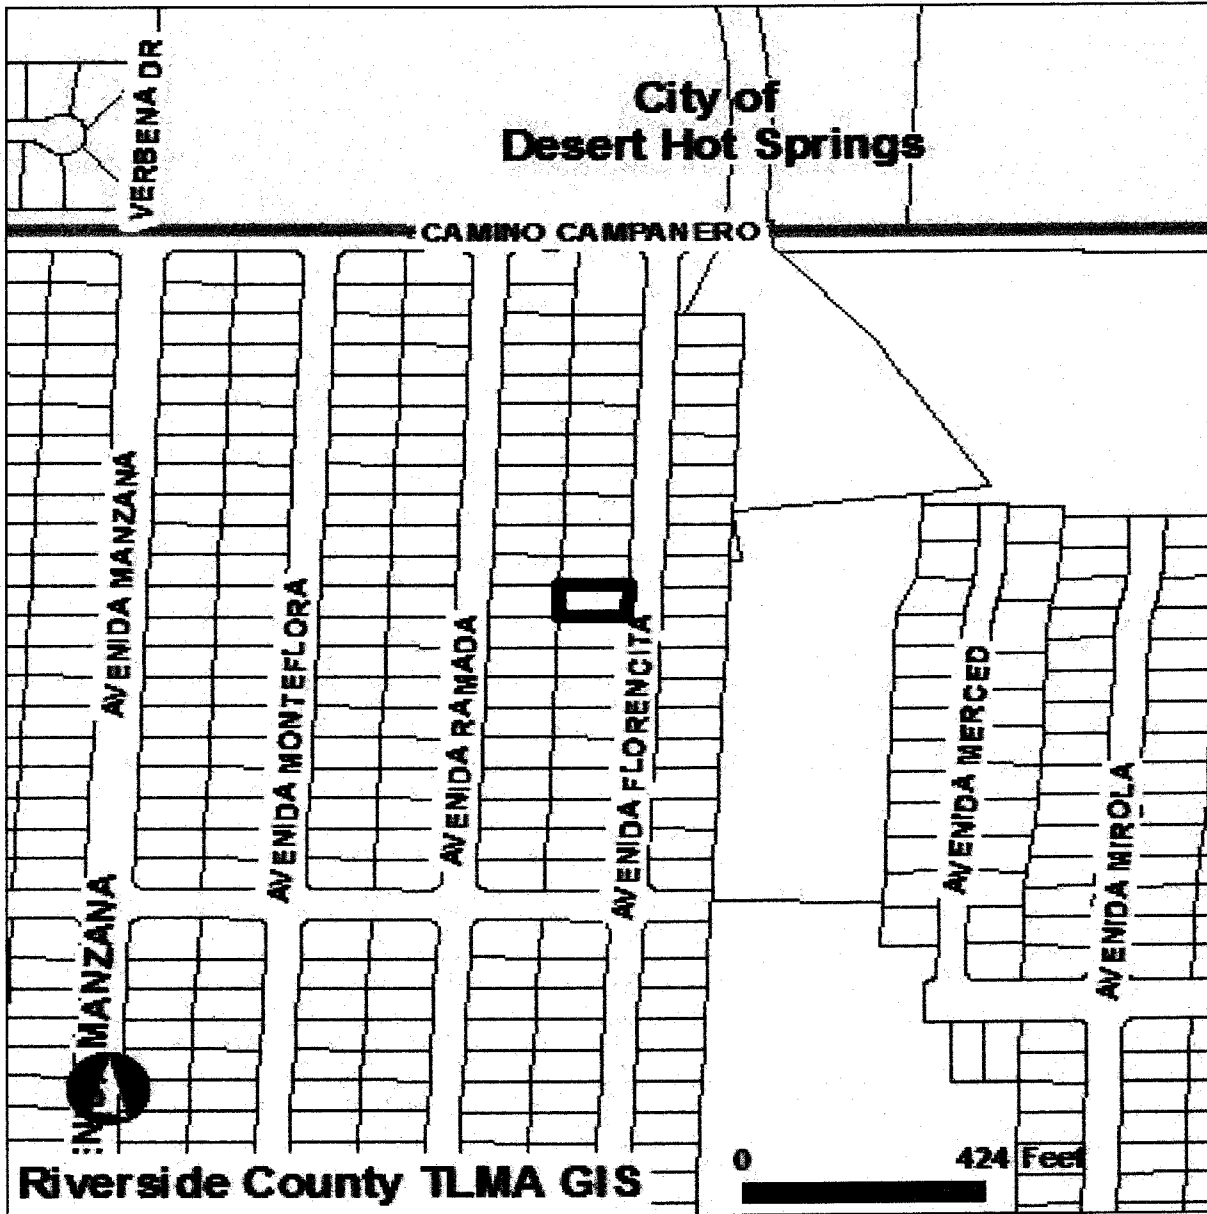 VERBENA DR
City of
Desert Hot Springs
CAMINO CAMPANERO
AVENIDA MANZANA
AVENIDA MONTEFLORA
AVENIDA RAMADA
AVENIDA FLORENCITA
AVENIDA MERCED
AVENIDA MIROLA
MANZANA
0 424 Feet
Riverside County TLMA GIS